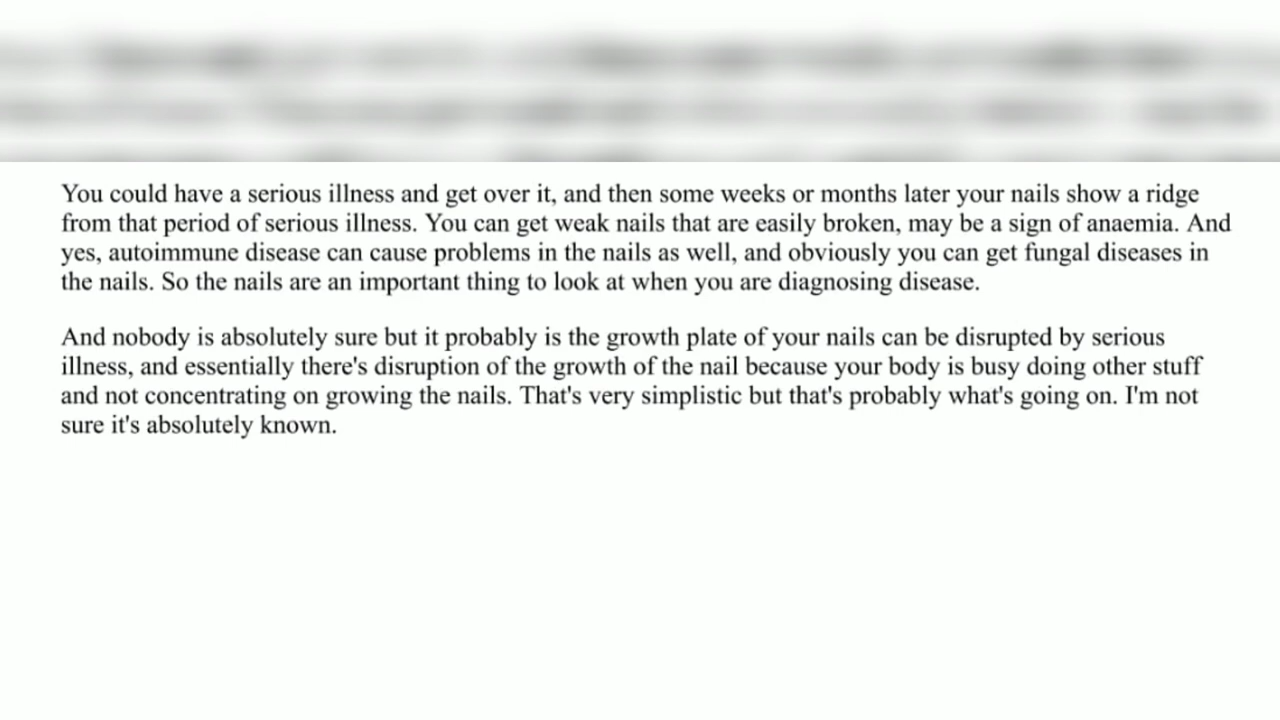 You could have a serious illness and get over it, and then some weeks or months later your nails show a ridge
from that period of serious illness. You can get weak nails that are easily broken, may be a sign of anaemia. And
yes, autoimmune disease can cause problems in the nails as well, and obviously you can get fungal diseases in
the nails. So the nails are an important thing to look at when you are diagnosing disease.
And nobody is absolutely sure but it probably is the growth plate of your nails can be disrupted by serious
illness, and essentially there's disruption of the growth of the nail because your body is busy doing other stuff
and not concentrating on growing the nails. That's very simplistic but that's probably what's going on. I'm not
sure it's absolutely known.